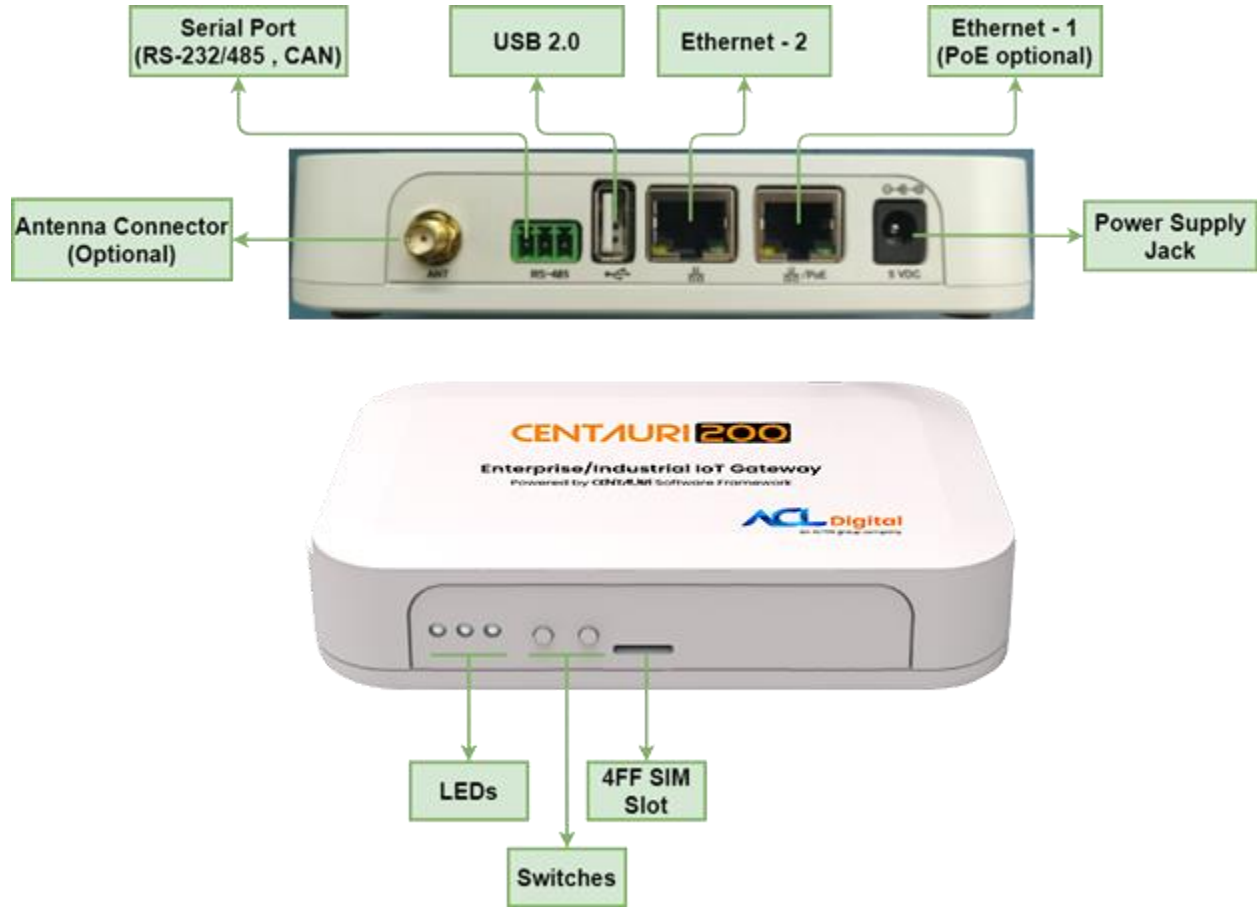 Serial Port
(RS-232/485 , CAN)
USB 2.0
Ethernet - 2
Ethernet - 1
(PoE optional)
Antenna Connector
(Optional)
Power Supply
Jack
ANT
RS-485
/PoE
5 VDC
CENTAURI 200
Enterprise/Industrial IoT Gateway
Powered by CENTAURI Software Framework
ACL Digital
LEDs
4FF SIM
Slot
Switches